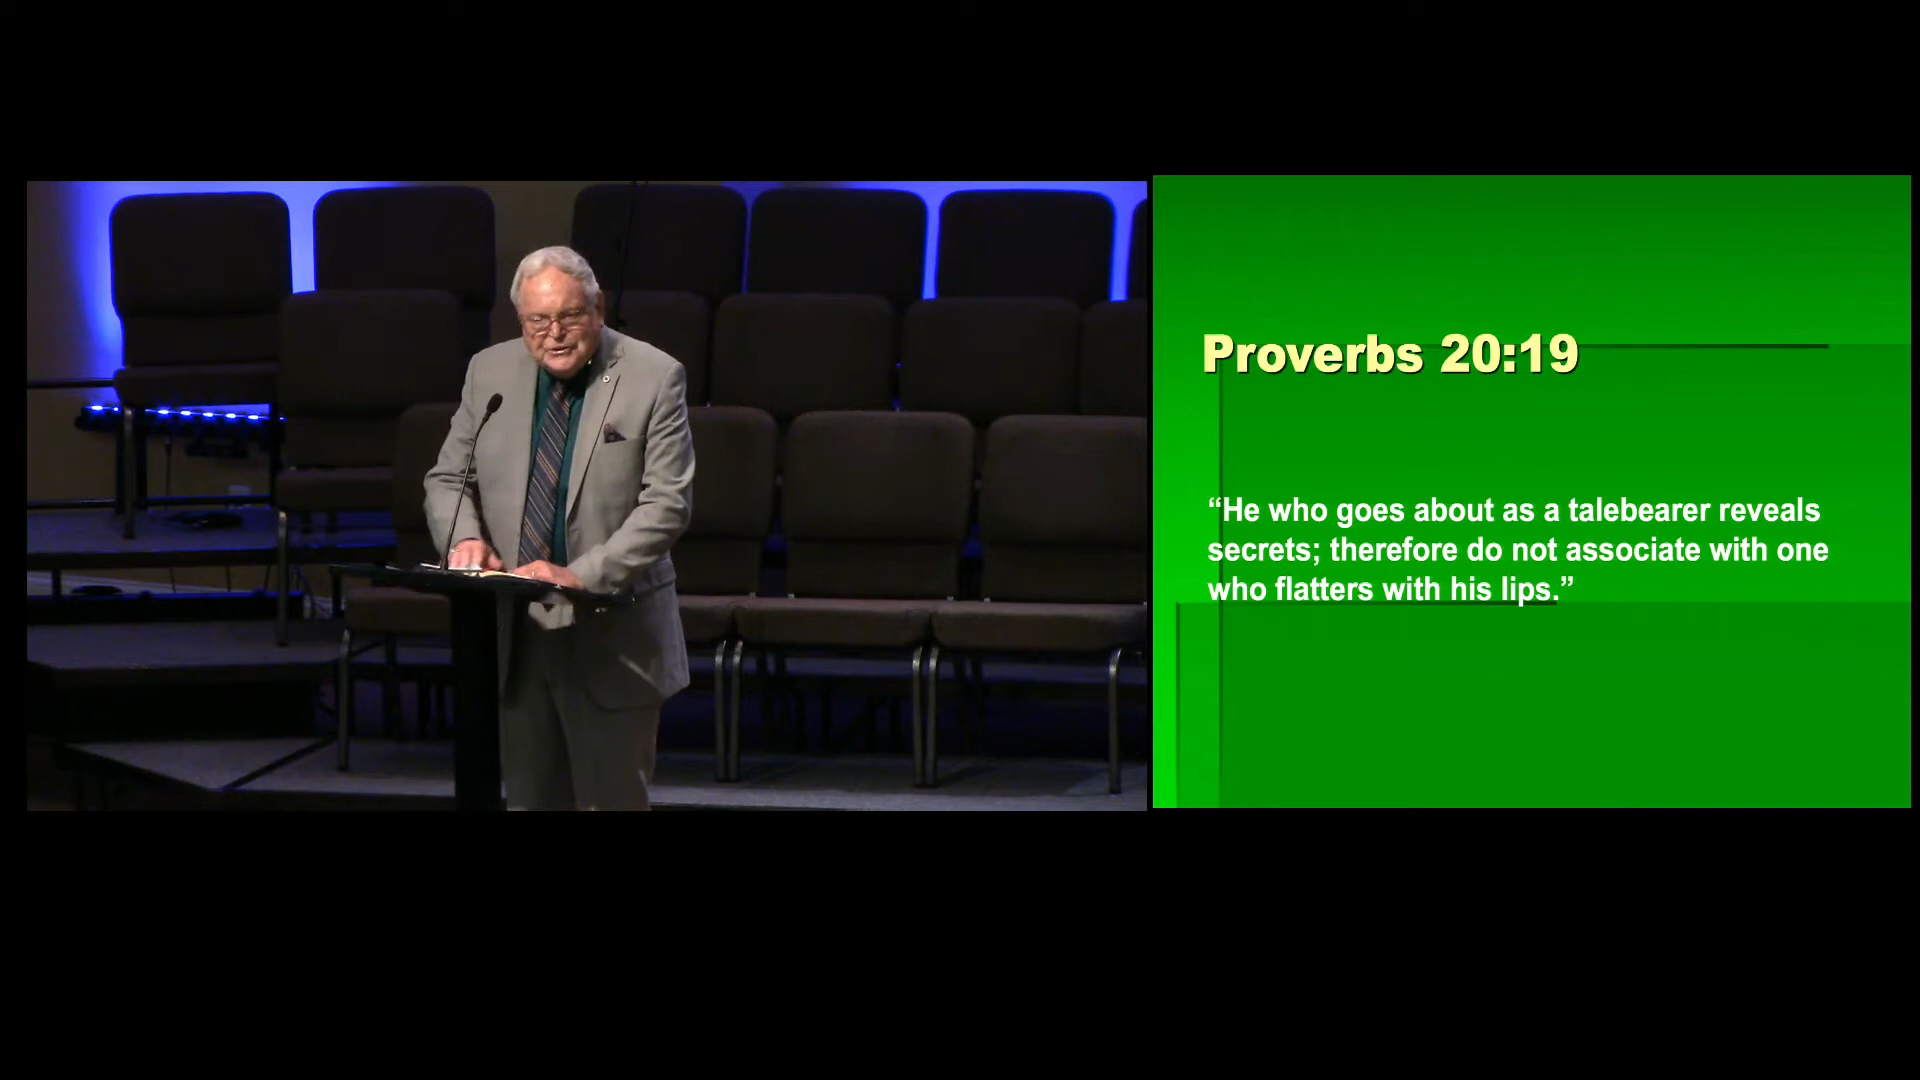 Proverbs 20:19
“He who goes about as a talebearer reveals
secrets; therefore do not associate with one
who flatters with his lips.”